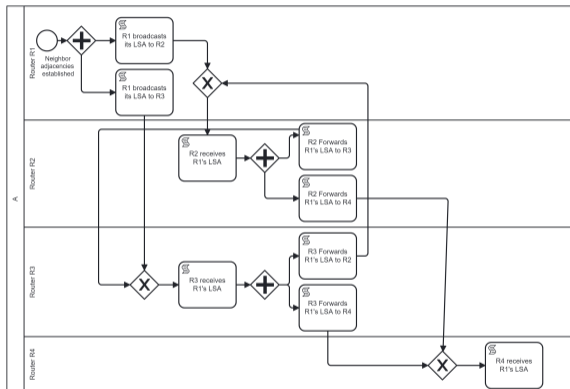 A
Router R1
Neighbor
adjacencies
established
R1 broadcasts
its LSA to R2
R1 broadcasts
its LSA to R3
Router R2
R2 receives
R1's LSA
R2 Forwards
R1's LSA to R3
R2 Forwards
R1's LSA to R4
Router R3
R3 receives
R1's LSA
R3 Forwards
R1's LSA to R2
R3 Forwards
R1's LSA to R4
Router R4
R4 receives
R1's LSA